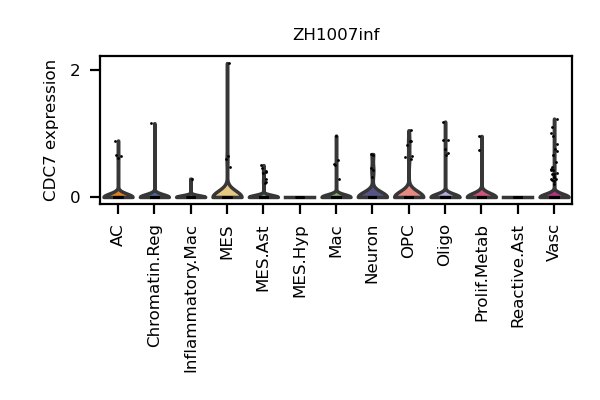 ZH1007inf
CDC7 expression
2
0
AC
Chromatin.Reg
Inflammatory.Mac
MES
MES.Ast
MES.Hyp
Mac
Neuron
OPC
Oligo
Prolif.Metab
Reactive.Ast
Vasc